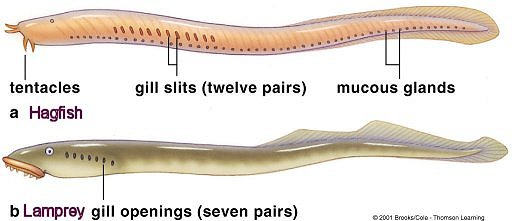 tentacles gill slits (twelve pairs) mucous glands
a Hagfish
b Lamprey gill openings (seven pairs)
© 2001 Brooks/Cole - Thomson Learning